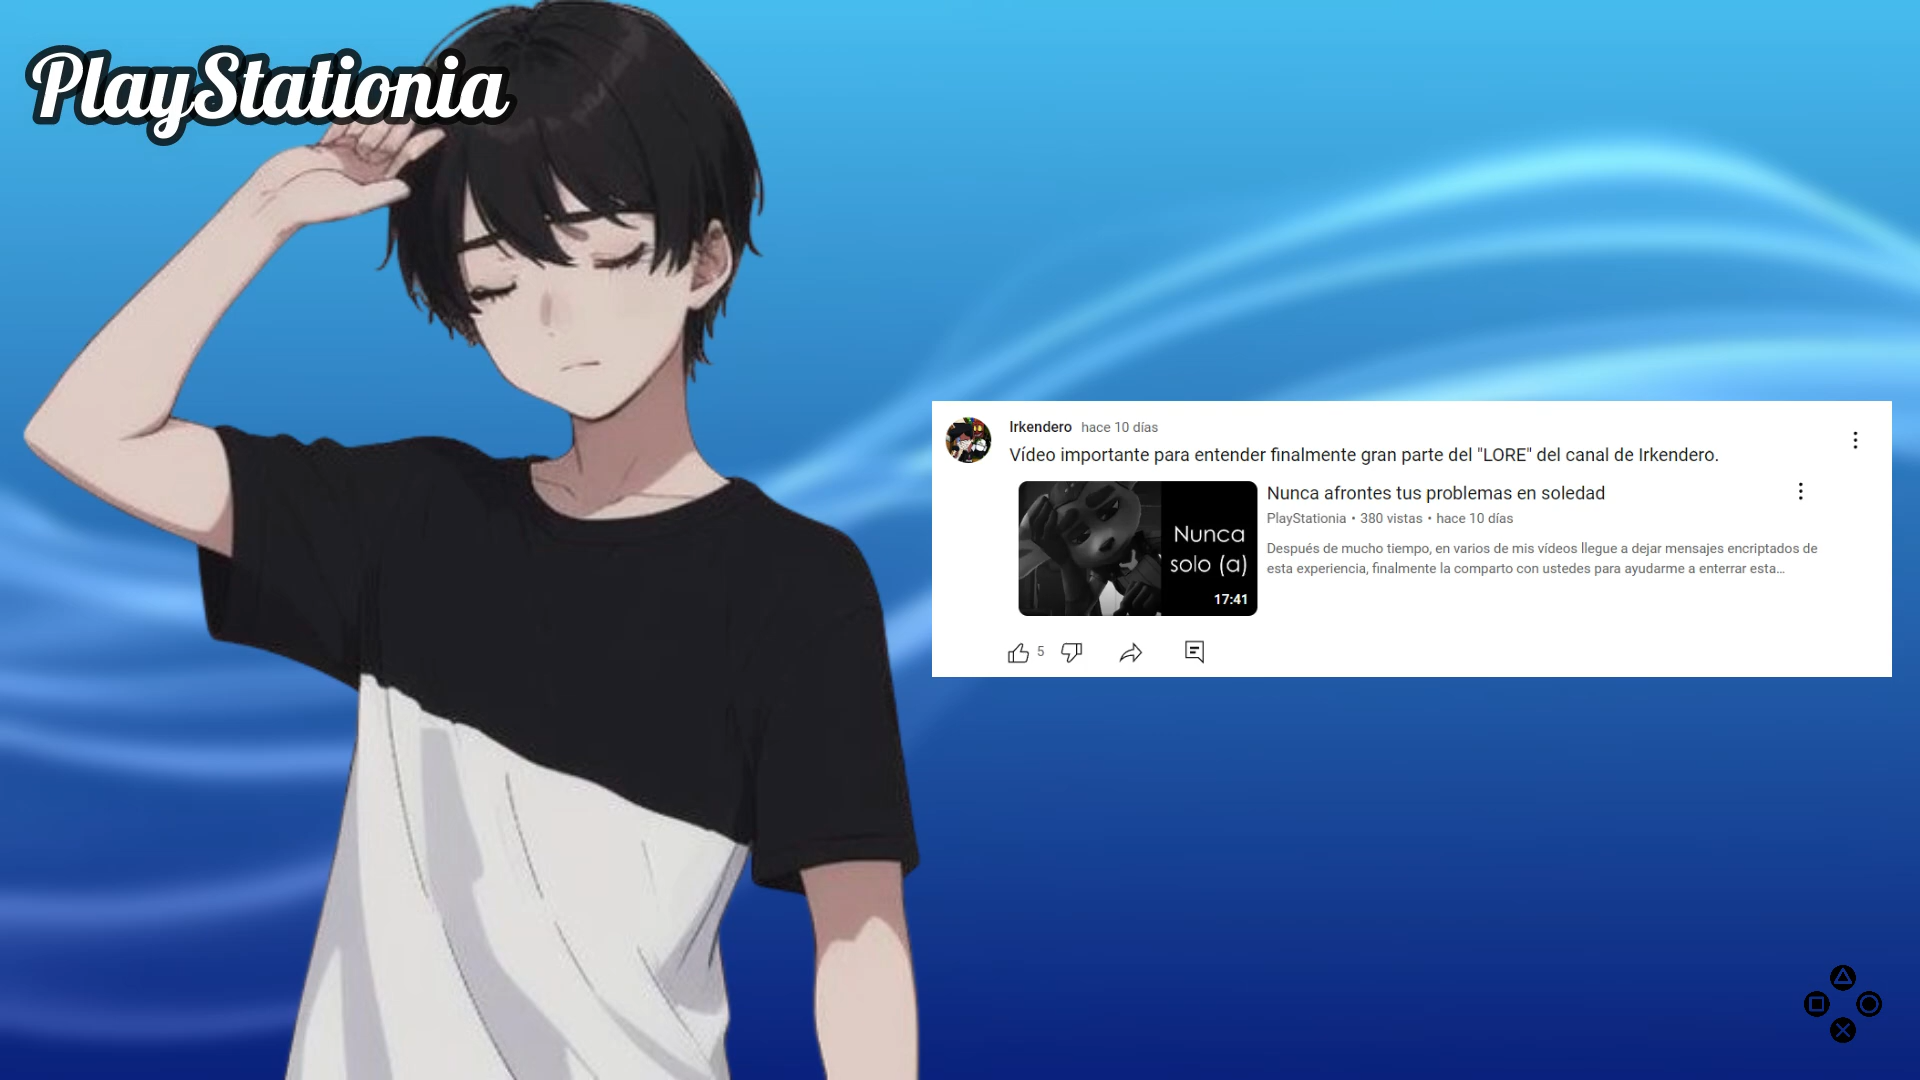 PlayStationia
Irkendero hace 10 días
Vídeo importante para entender finalmente gran parte del "LORE" del canal de Irkendero.
Nunca afrontes tus problemas en soledad
PlayStationia • 380 vistas • hace 10 días
Nunca
solo (a)
17:41
Después de mucho tiempo, en varios de mis vídeos llegue a dejar mensajes encriptados de
esta experiencia, finalmente la comparto con ustedes para ayudarme a enterrar esta...
5